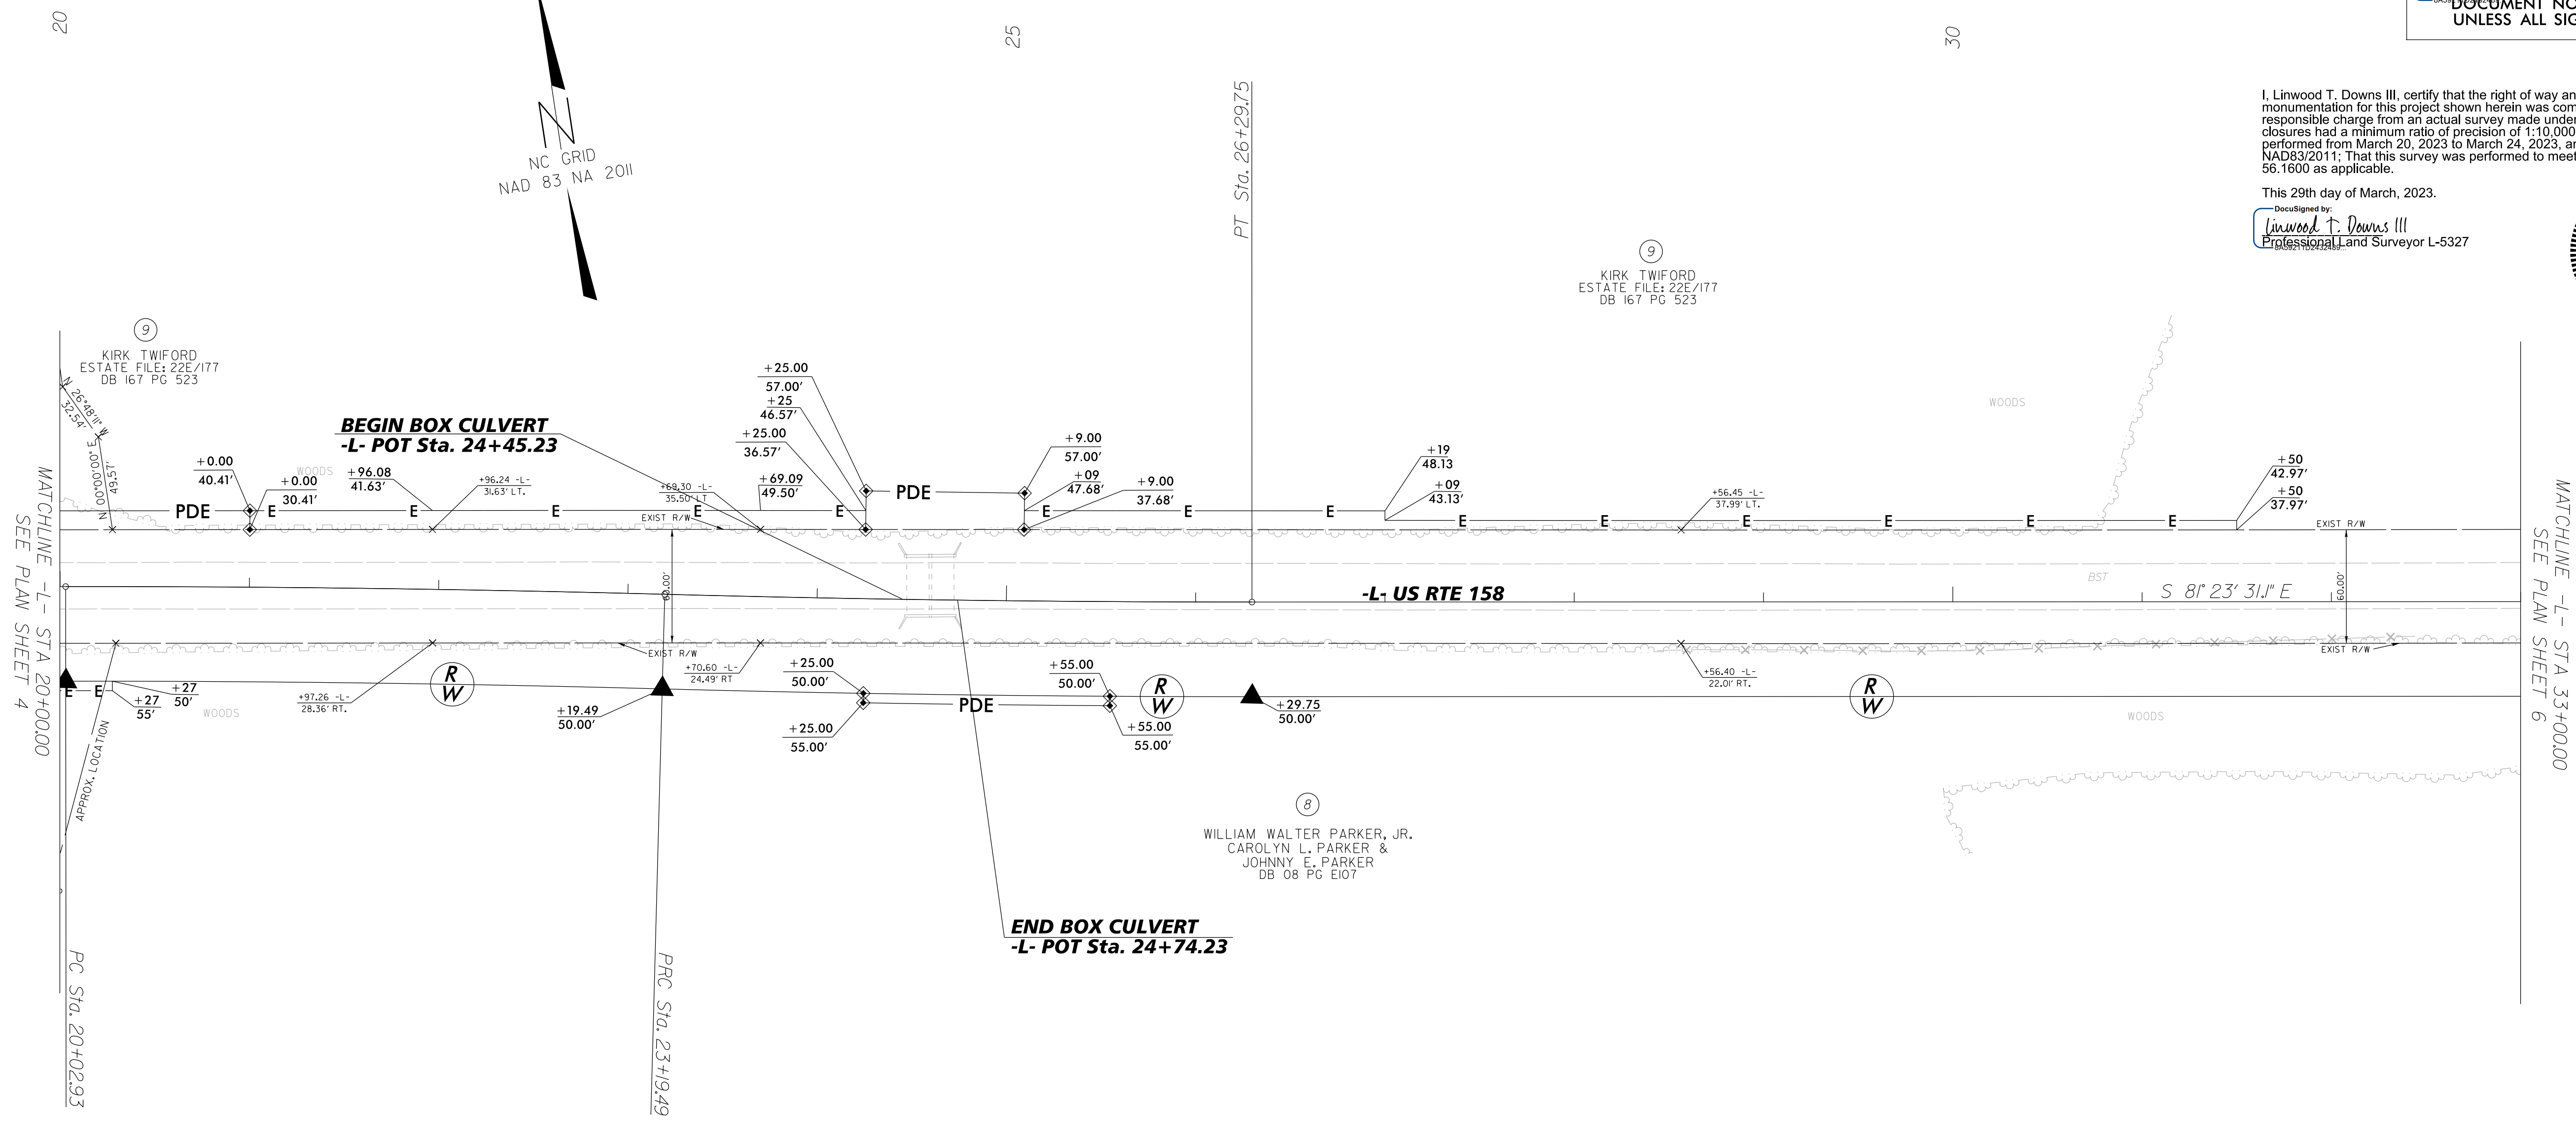 20
25
30
DOCUMENT NO
UNLESS ALL SIG
I, Linwood T. Downs III, certify that the right of way an
monumentation for this project shown herein was com
responsible charge from an actual survey made under
closures had a minimum ratio of precision of 1:10,000
performed from March 20, 2023 to March 24, 2023, a
NAD83/2011; That this survey was performed to meet
56.1600 as applicable.
This 29th day of March, 2023.
DocuSigned by:
Linwood T. Downs III
Professional Land Surveyor L-5327
NC GRID
NAD 83 NA 2011
PT Sta. 26+29.75
9
KIRK TWIFORD
ESTATE FILE: 22E/177
DB 167 PG 523
9
KIRK TWIFORD
ESTATE FILE: 22E/177
DB 167 PG 523
N 26°48'11" W
32.54'
N 00°00'00" E
49.57'
WOODS
WOODS
BEGIN BOX CULVERT
-L- POT Sta. 24+45.23
+0.00
40.41'
+0.00
30.41'
+96.08
41.63'
+96.24 -L-
31.63' LT.
+69.30 -L-
35.50' LT
+69.09
49.50'
+25.00
57.00'
+25
46.57'
+25.00
36.57'
+9.00
57.00'
+09
47.68'
+9.00
37.68'
+19
48.13
+09
43.13'
+56.45 -L-
37.99' LT.
+50
42.97'
+50
37.97'
PDE
E E E E E
PDE
E E E
E E E E E E
EXIST R/W
EXIST R/W
60.00'
60.00'
BST
-L- US RTE 158
S 81° 23' 31.1" E
MATCHLINE -L- STA 20+00.00
SEE PLAN SHEET 4
MATCHLINE -L- STA 33+00.00
SEE PLAN SHEET 6
EXIST R/W
EXIST R/W
E E
+27
50'
+27
55'
WOODS
APPROX. LOCATION
+97.26 -L-
28.36' RT.
R
W
+19.49
50.00'
+70.60 -L-
24.49' RT
+25.00
50.00'
+25.00
55.00'
PDE
+55.00
50.00'
+55.00
55.00'
R
W
+29.75
50.00'
+56.40 -L-
22.01' RT.
R
W
WOODS
8
WILLIAM WALTER PARKER, JR.
CAROLYN L. PARKER &
JOHNNY E. PARKER
DB 08 PG E107
END BOX CULVERT
-L- POT Sta. 24+74.23
PC Sta. 20+02.93
PRC Sta. 23+19.49